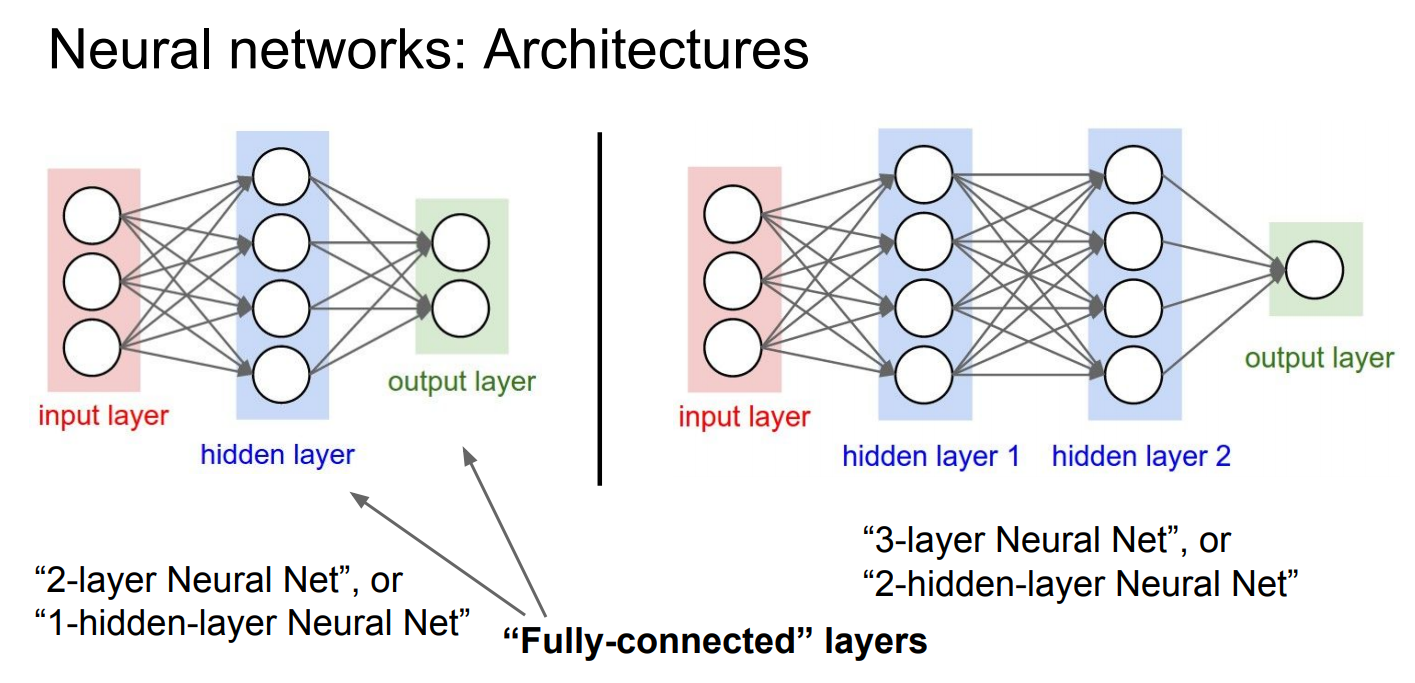 Neural networks: Architectures
input layer
hidden layer
output layer
“2-layer Neural Net”, or
“1-hidden-layer Neural Net”
“Fully-connected” layers
input layer
hidden layer 1
hidden layer 2
output layer
“3-layer Neural Net”, or
“2-hidden-layer Neural Net”